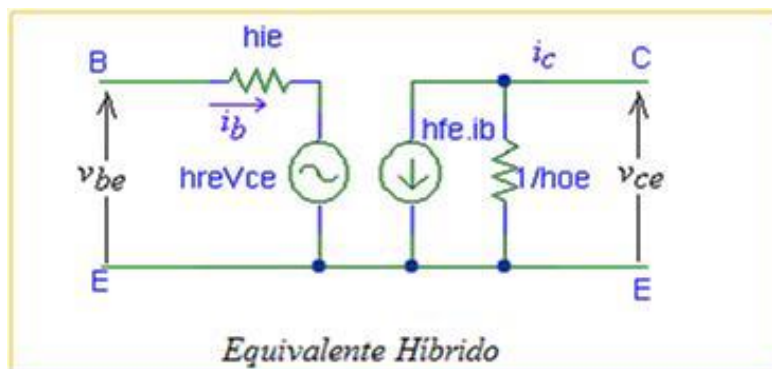 hie
B
C
ic
ib
hfe.ib
vbe
hreVce
1/hoe
vce
E
E
Equivalente Híbrido